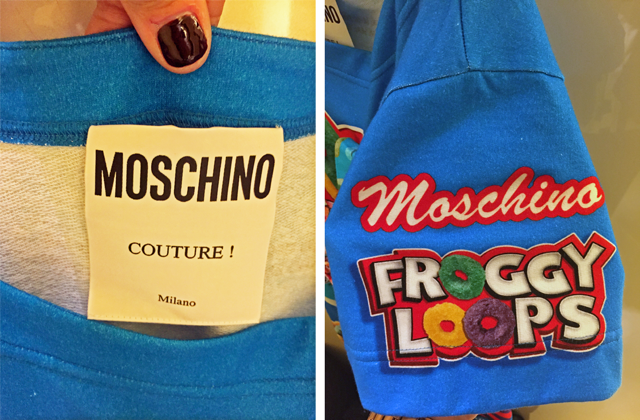 MOSCHINO
COUTURE !
Milano
Moschino
FROGGY
LOOPS